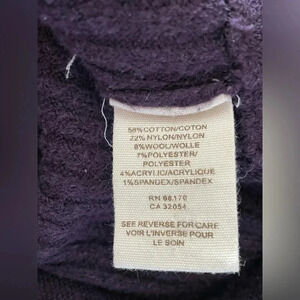 58%COTTON/COTON
22% NYLON/NYLON
8%WOOL/WOLLE
7%POLYESTER/
POLYESTER
4%ACRYLIC/ACRYLIQUE
1%SPANDEX/SPANDEX
RN 66170
CA 32054
SEE REVERSE FOR CARE
VOIR L'INVERSE POUR
LE SOIN